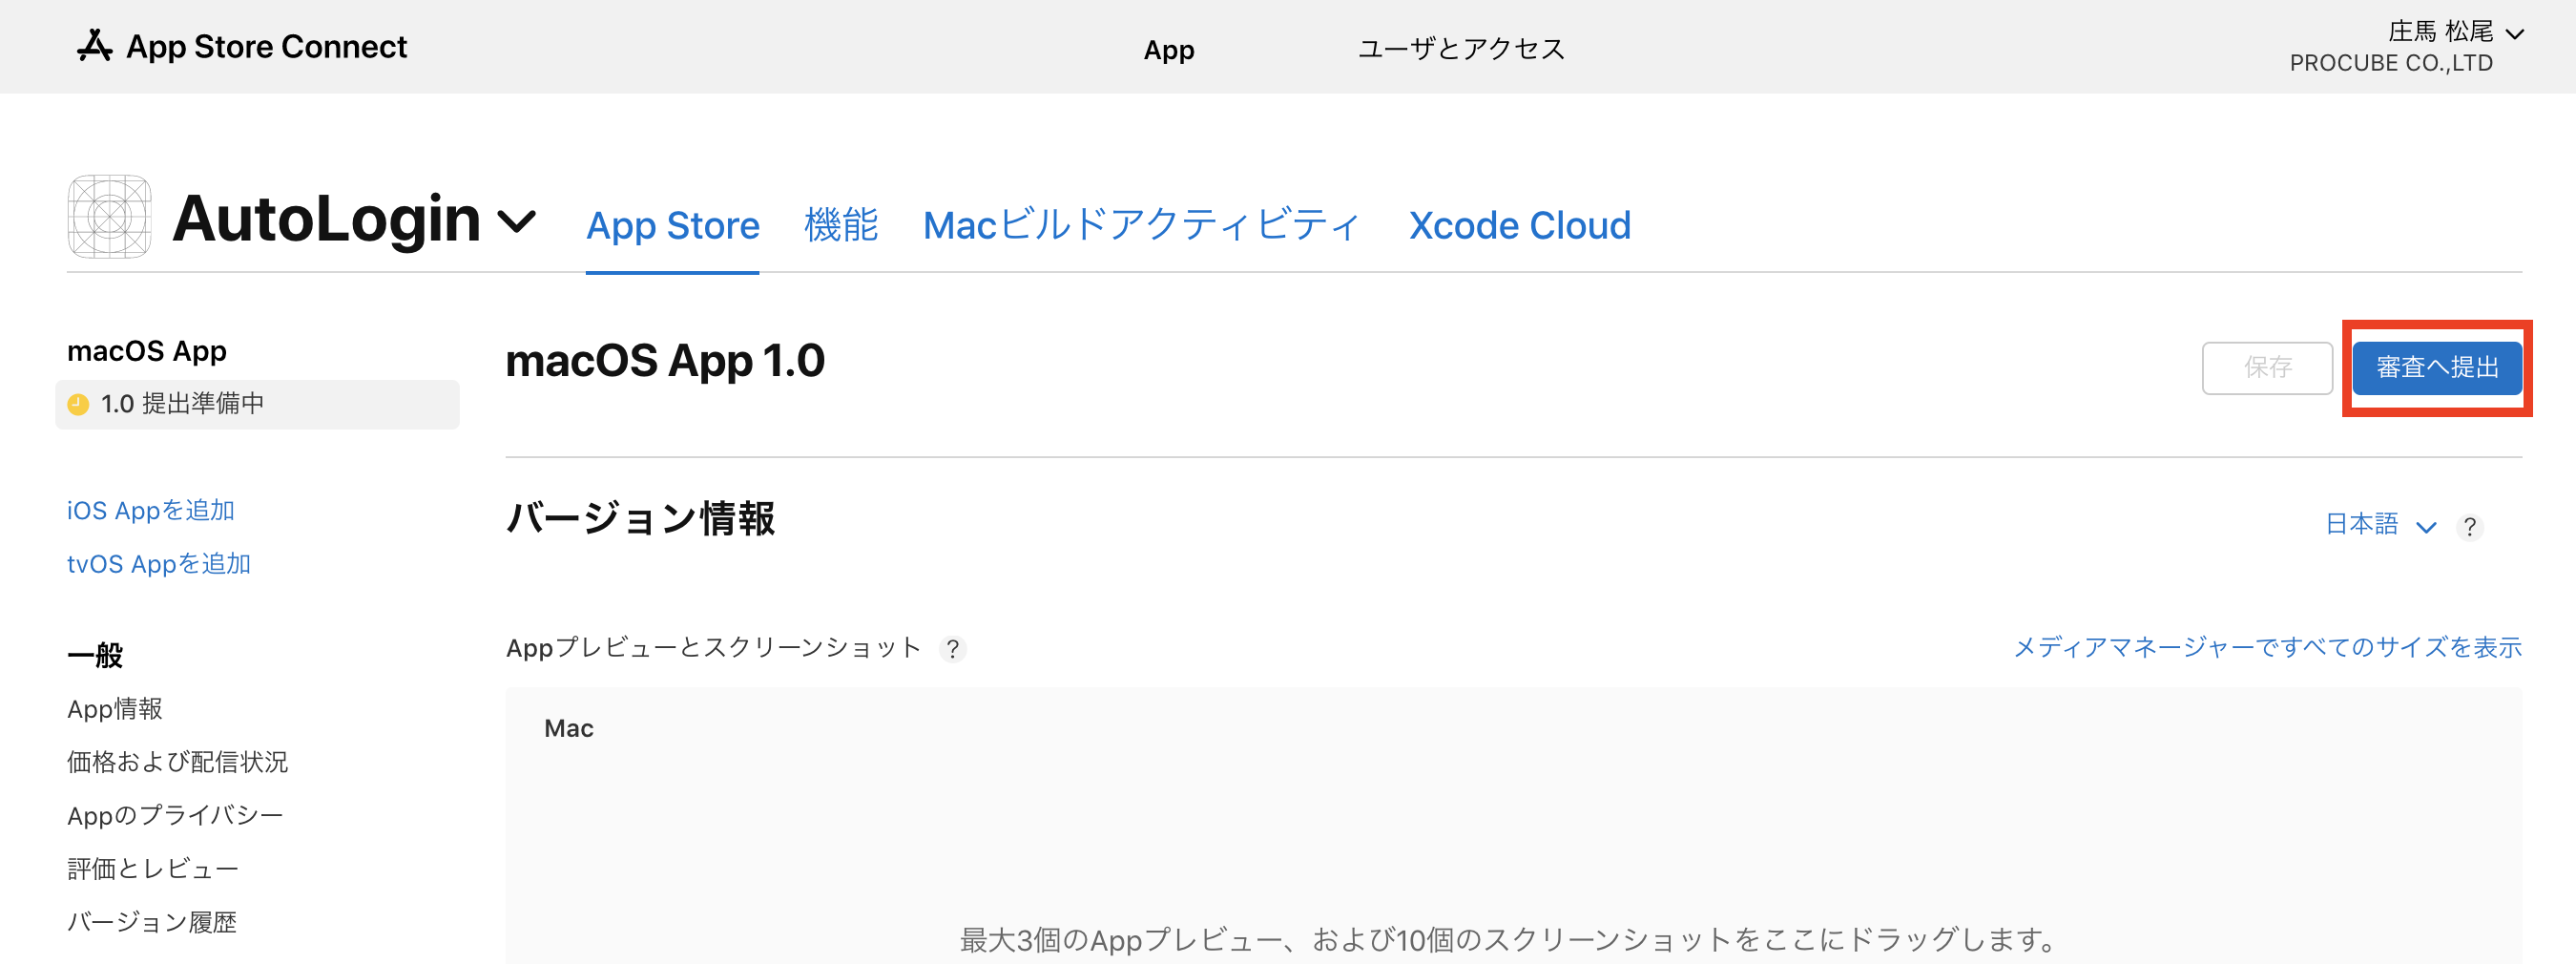 App Store Connect
App
ユーザとアクセス
庄馬 松尾
PROCUBE CO.,LTD
AutoLogin
App Store
機能
Macビルドアクティビティ
Xcode Cloud
macOS App
1.0 提出準備中
iOS Appを追加
tvOS Appを追加
一般
App情報
価格および配信状況
Appのプライバシー
評価とレビュー
バージョン履歴
macOS App 1.0
保存
審査へ提出
バージョン情報
日本語
?
Appプレビューとスクリーンショット ?
メディアマネージャーですべてのサイズを表示
Mac
最大3個のAppプレビュー、および10個のスクリーンショットをここにドラッグします。